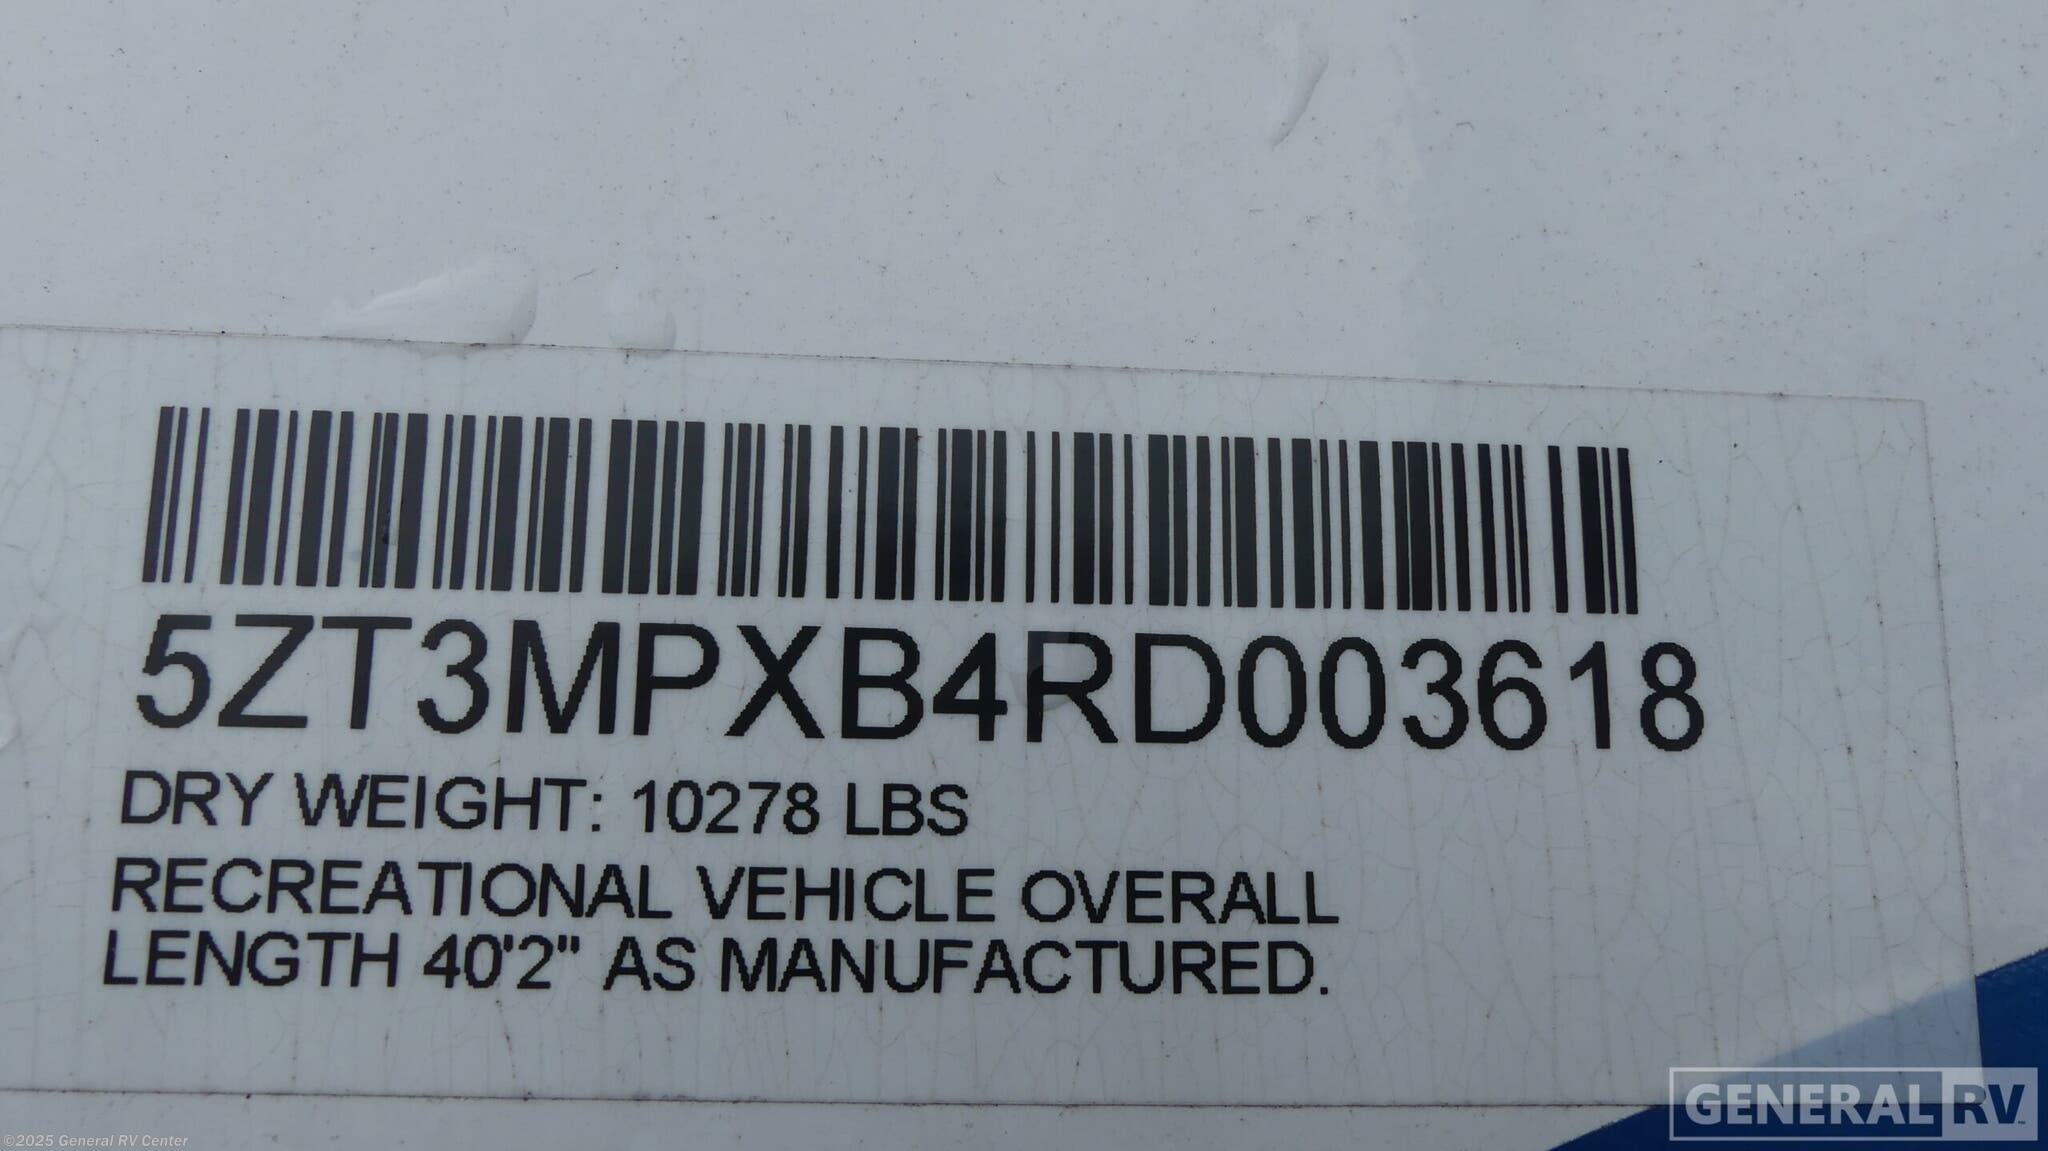 5ZT3MPXB4RD003618
DRY WEIGHT: 10278 LBS
RECREATIONAL VEHICLE OVERALL
LENGTH 40'2" AS MANUFACTURED.
GENERAL RV
©2025 General RV Center